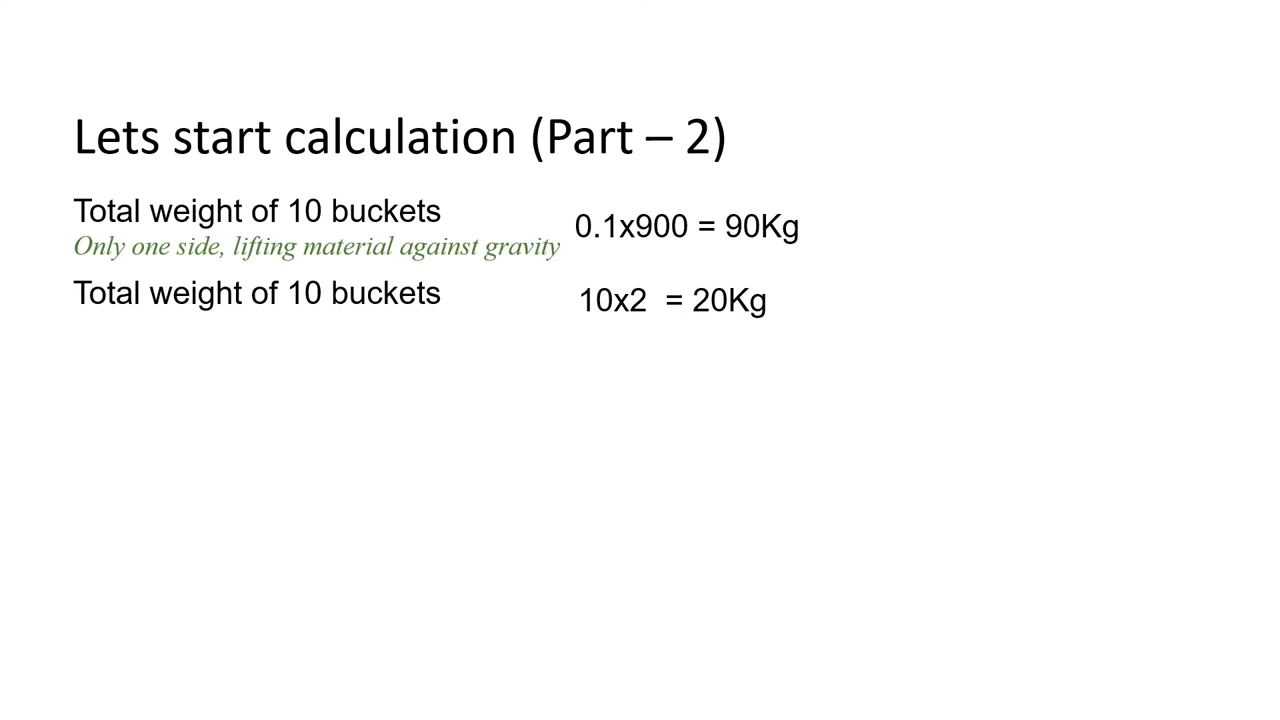 Lets start calculation (Part – 2)
Total weight of 10 buckets
Only one side, lifting material against gravity
0.1x900 = 90Kg
Total weight of 10 buckets
10x2  = 20Kg